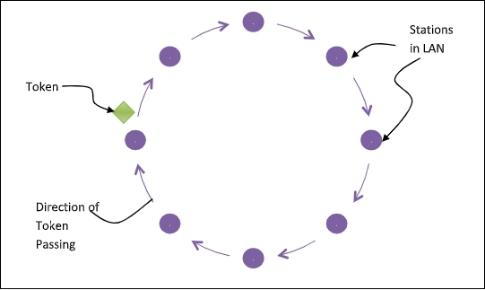 Stations
in LAN
Token
Direction of
Token
Passing